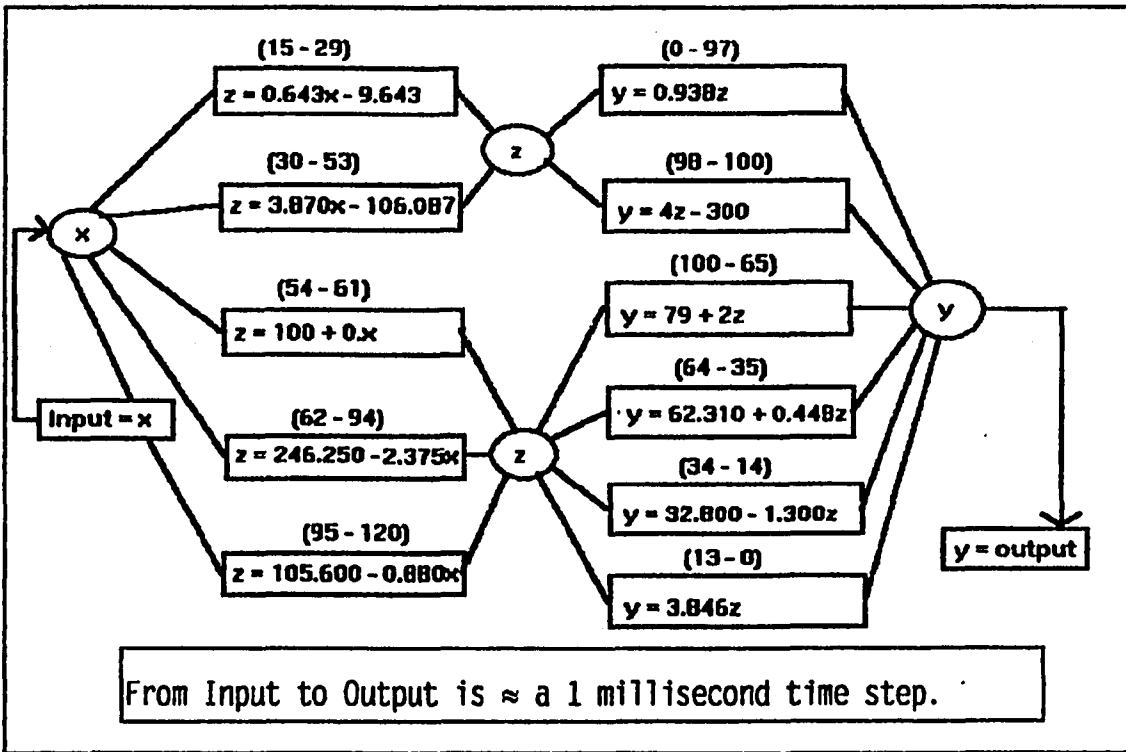 (15 - 29)
z = 0.643x - 9.643
(30 - 53)
z = 3.870x - 106.087
x
(54 - 61)
z = 100 + 0.x
Input = x
(62 - 94)
z = 246.250 - 2.375x
(95 - 120)
z = 105.600 - 0.880x
z
z
(0 - 97)
y = 0.938z
(98 - 100)
y = 4z - 300
(100 - 65)
y = 79 + 2z
(64 - 35)
y = 62.310 + 0.448z
(34 - 14)
y = 32.800 - 1.300z
(13 - 0)
y = 3.846z
y
y = output
From Input to Output is ≈ a 1 millisecond time step.